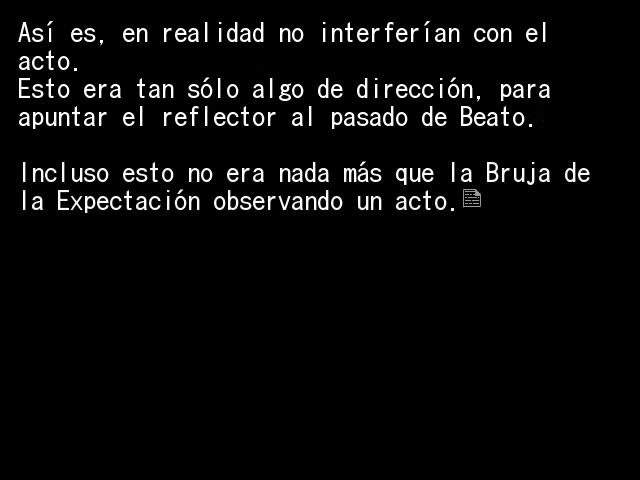 Así es, en realidad no interferían con el
acto.
Esto era tan sólo algo de dirección, para
apuntar el reflector al pasado de Beato.
Incluso esto no era nada más que la Bruja de
la Expectación observando un acto.